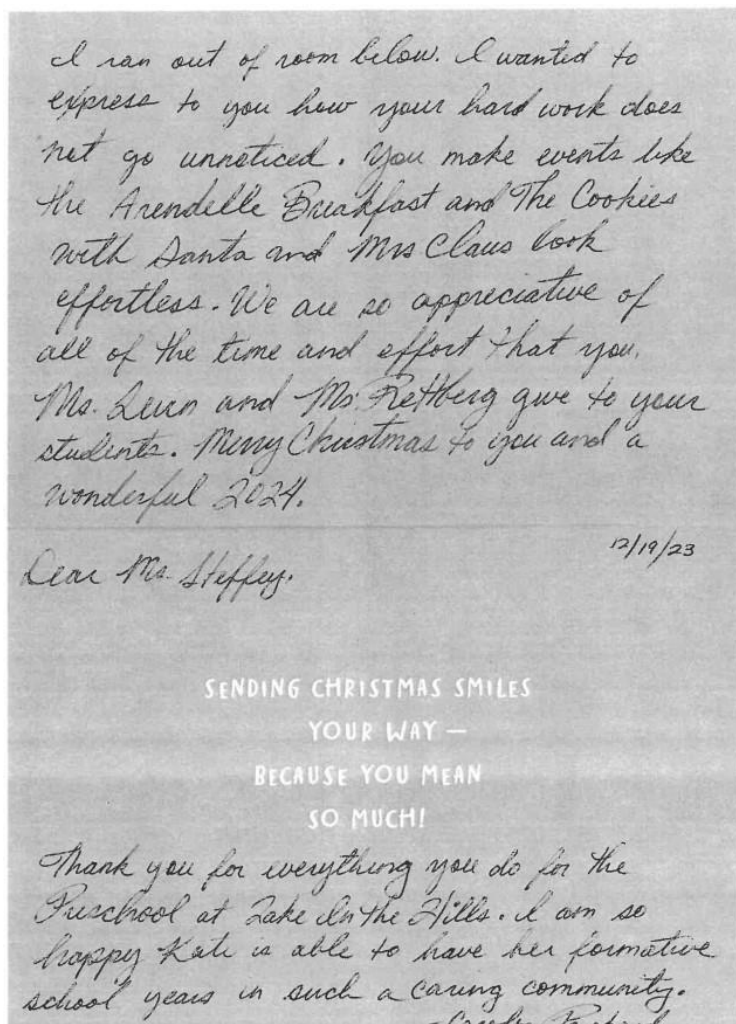 I ran out of room below. I wanted to
express to you how your hard work does
not go unnoticed. You make events like
the Arendelle Breakfast and The Cookies
with Santa and Mrs Claus look
effortless. We are so appreciative of
all of the time and effort that you,
Ms. and Ms. Rettberg give to your
students. Merry Christmas to you and a
wonderful 2024.
12/19/23
Dear Ms. Steffey,
SENDING CHRISTMAS SMILES
YOUR WAY —
BECAUSE YOU MEAN
SO MUCH!
Thank you for everything you do for the
Preschool at Lake In the Hills. I am so
happy Kate is able to have her formative
school years in such a caring community.